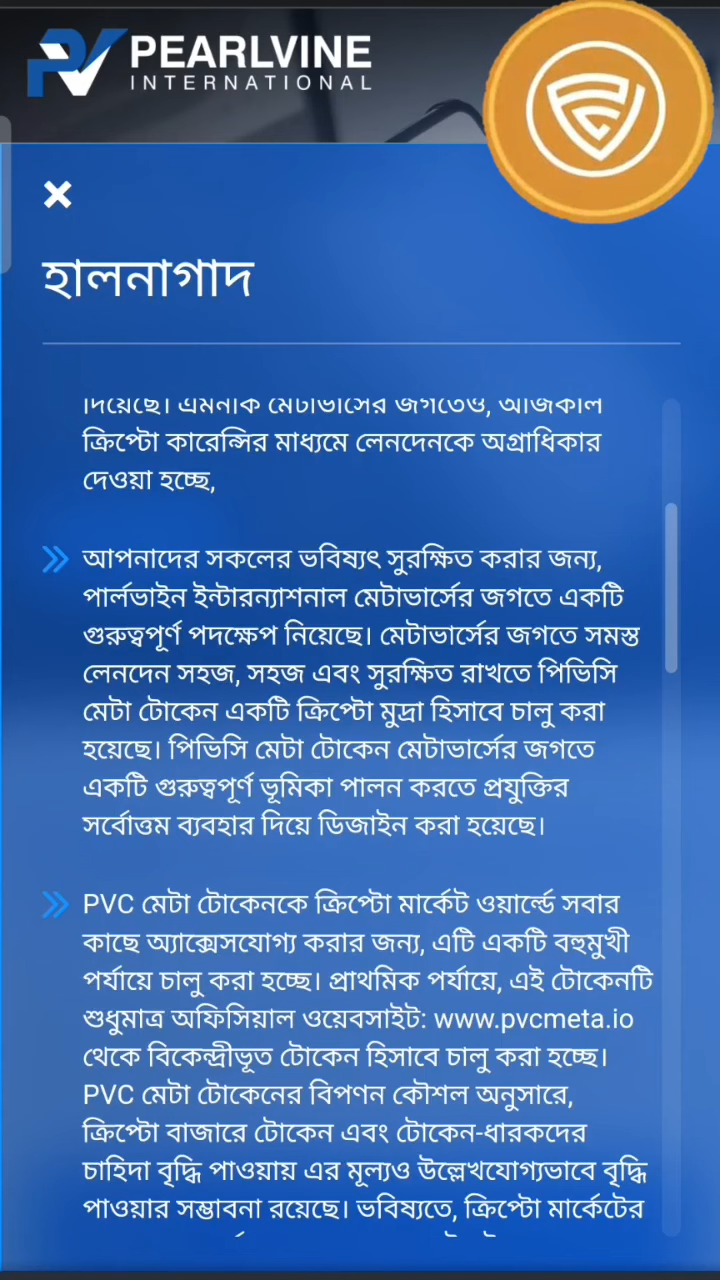 PEARLVINE
INTERNATIONAL
হালনাগাদ
দিয়েছে। এমনকি মেটাভার্সের জগতেও, আজকাল
ক্রিপ্টো কারেন্সির মাধ্যমে লেনদেনকে অগ্রাধিকার
দেওয়া হচ্ছে,
আপনাদের সকলের ভবিষ্যৎ সুরক্ষিত করার জন্য,
পার্লভাইন ইন্টারন্যাশনাল মেটাভার্সের জগতে একটি
গুরুত্বপূর্ণ পদক্ষেপ নিয়েছে। মেটাভার্সের জগতে সমস্ত
লেনদেন সহজ, সহজ এবং সুরক্ষিত রাখতে পিভিসি
মেটা টোকেন একটি ক্রিপ্টো মুদ্রা হিসাবে চালু করা
হয়েছে। পিভিসি মেটা টোকেন মেটাভার্সের জগতে
একটি গুরুত্বপূর্ণ ভূমিকা পালন করতে প্রযুক্তির
সর্বোত্তম ব্যবহার দিয়ে ডিজাইন করা হয়েছে।
PVC মেটা টোকেনকে ক্রিপ্টো মার্কেট ওয়ার্ল্ডে সবার
কাছে অ্যাক্সেসযোগ্য করার জন্য, এটি একটি বহুমুখী
পর্যায়ে চালু করা হচ্ছে। প্রাথমিক পর্যায়ে, এই টোকেনটি
শুধুমাত্র অফিসিয়াল ওয়েবসাইট: www.pvcmeta.io
থেকে বিকেন্দ্রীভূত টোকেন হিসাবে চালু করা হচ্ছে।
PVC মেটা টোকেনের বিপণন কৌশল অনুসারে,
ক্রিপ্টো বাজারে টোকেন এবং টোকেন-ধারকদের
চাহিদা বৃদ্ধি পাওয়ায় এর মূল্যও উল্লেখযোগ্যভাবে বৃদ্ধি
পাওয়ার সম্ভাবনা রয়েছে। ভবিষ্যতে, ক্রিপ্টো মার্কেটের